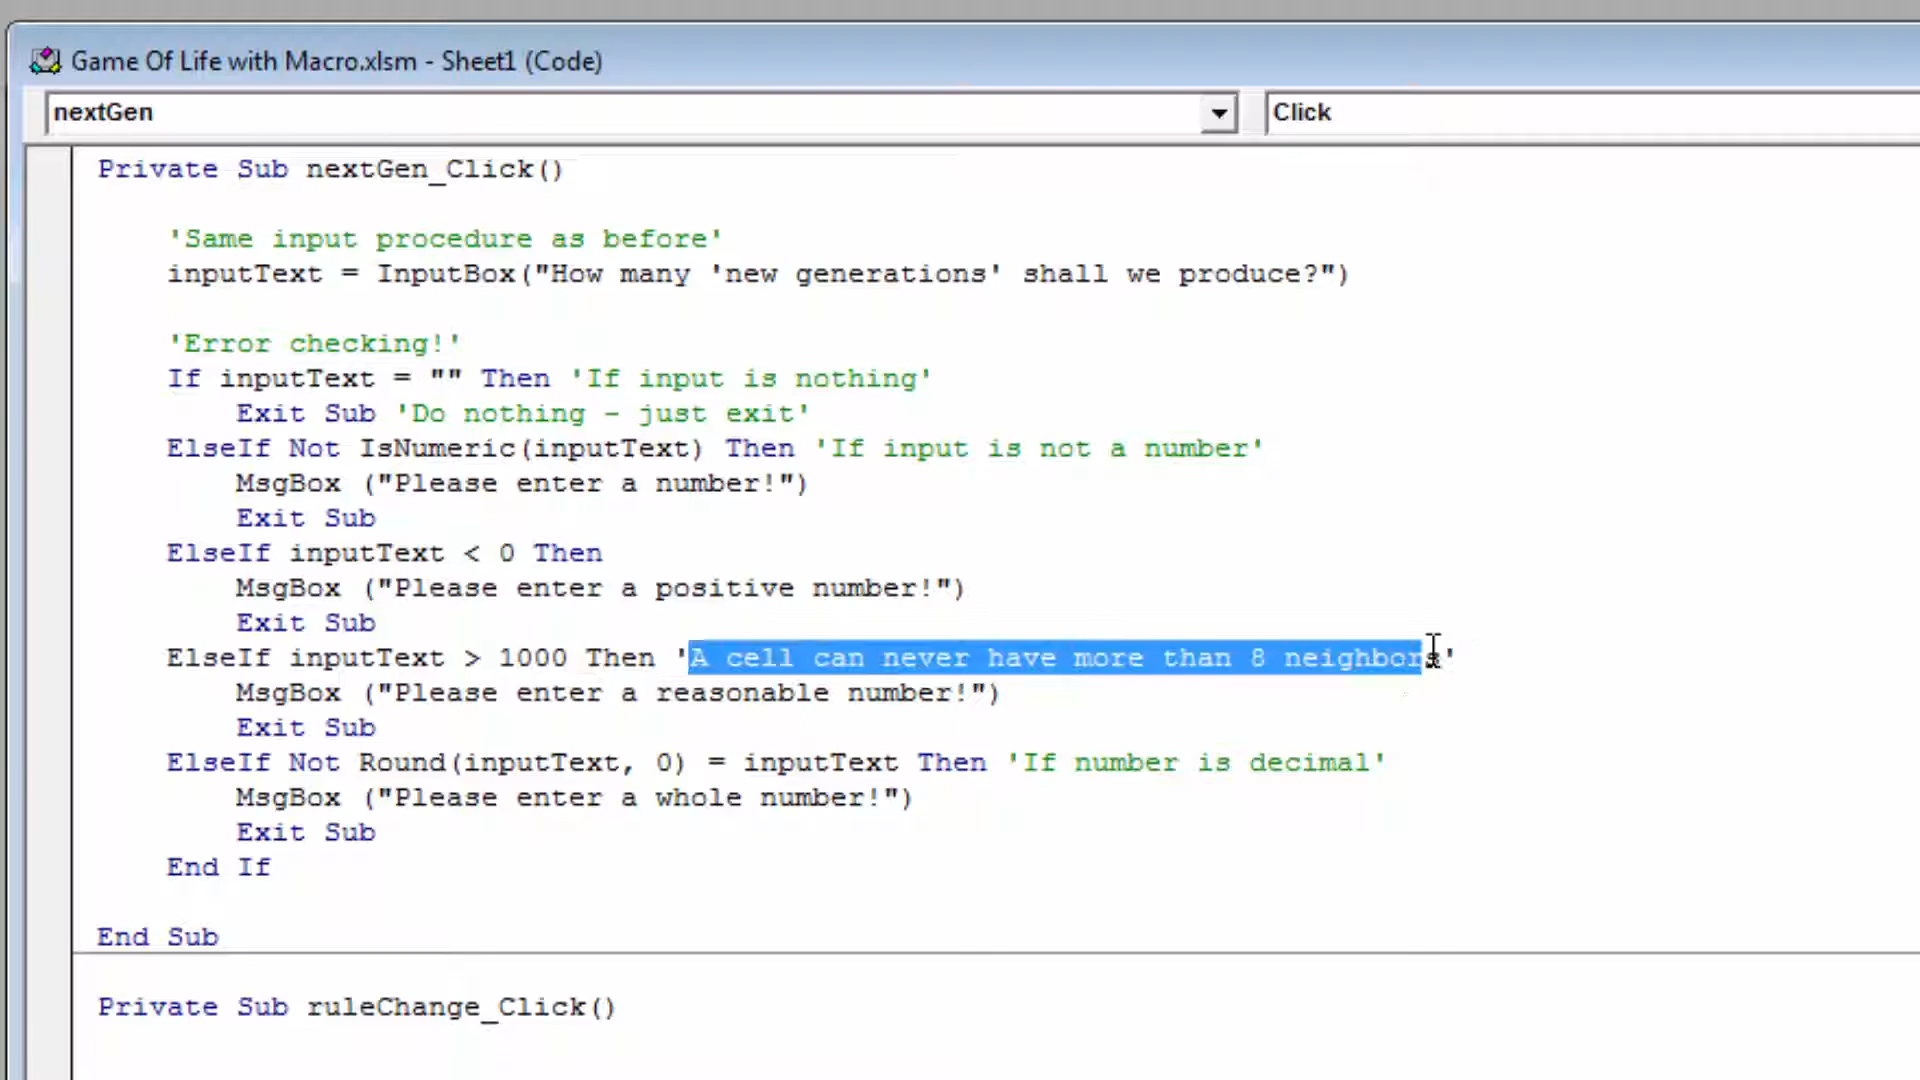 Game Of Life with Macro.xlsm - Sheet1 (Code)
nextGen Click
Private Sub nextGen_Click()
'Same input procedure as before'
inputText = InputBox("How many 'new generations' shall we produce?")
'Error checking!'
If inputText = "" Then 'If input is nothing'
Exit Sub 'Do nothing - just exit'
ElseIf Not IsNumeric(inputText) Then 'If input is not a number'
MsgBox ("Please enter a number!")
Exit Sub
ElseIf inputText < 0 Then
MsgBox ("Please enter a positive number!")
Exit Sub
ElseIf inputText > 1000 Then 'A cell can never have more than 8 neighbors'
MsgBox ("Please enter a reasonable number!")
Exit Sub
ElseIf Not Round(inputText, 0) = inputText Then 'If number is decimal'
MsgBox ("Please enter a whole number!")
Exit Sub
End If
End Sub
Private Sub ruleChange_Click()